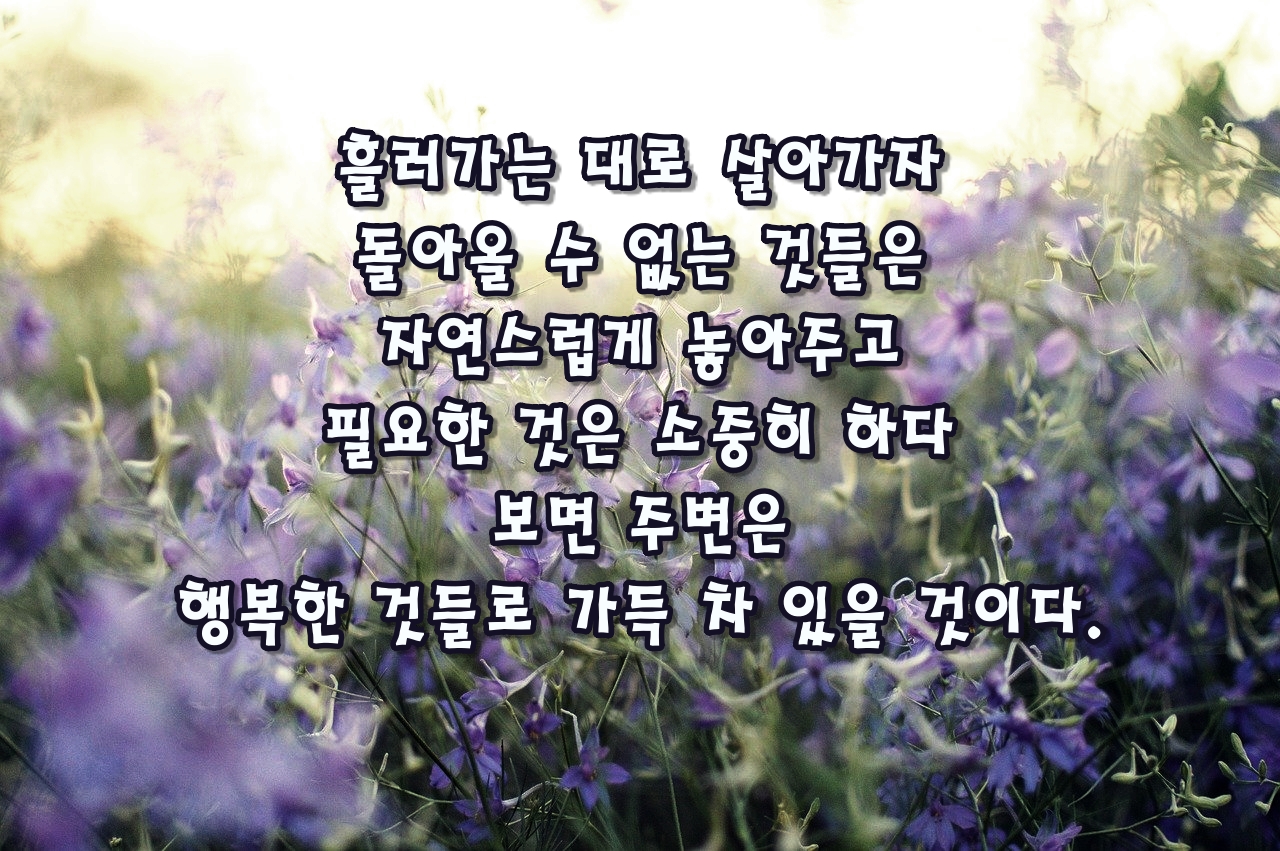 흘러가는 대로 살아가자
돌아올 수 없는 것들은
자연스럽게 놓아주고
필요한 것은 소중히 하다
보면 주변은
행복한 것들로 가득 차 있을 것이다.